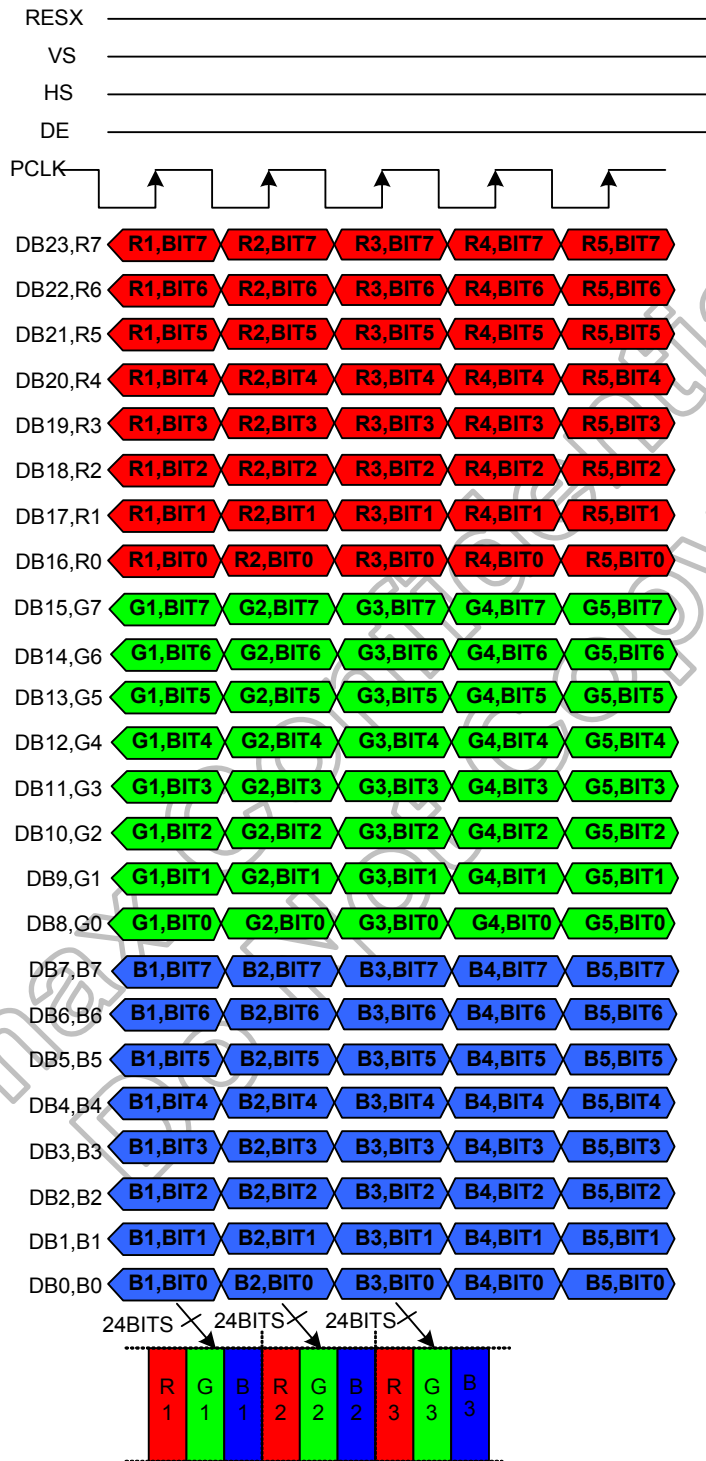 RESX
VS
HS
DE
PCLK
DB23,R7 R1,BIT7 R2,BIT7 R3,BIT7 R4,BIT7 R5,BIT7
DB22,R6 R1,BIT6 R2,BIT6 R3,BIT6 R4,BIT6 R5,BIT6
DB21,R5 R1,BIT5 R2,BIT5 R3,BIT5 R4,BIT5 R5,BIT5
DB20,R4 R1,BIT4 R2,BIT4 R3,BIT4 R4,BIT4 R5,BIT4
DB19,R3 R1,BIT3 R2,BIT3 R3,BIT3 R4,BIT3 R5,BIT3
DB18,R2 R1,BIT2 R2,BIT2 R3,BIT2 R4,BIT2 R5,BIT2
DB17,R1 R1,BIT1 R2,BIT1 R3,BIT1 R4,BIT1 R5,BIT1
DB16,R0 R1,BIT0 R2,BIT0 R3,BIT0 R4,BIT0 R5,BIT0
DB15,G7 G1,BIT7 G2,BIT7 G3,BIT7 G4,BIT7 G5,BIT7
DB14,G6 G1,BIT6 G2,BIT6 G3,BIT6 G4,BIT6 G5,BIT6
DB13,G5 G1,BIT5 G2,BIT5 G3,BIT5 G4,BIT5 G5,BIT5
DB12,G4 G1,BIT4 G2,BIT4 G3,BIT4 G4,BIT4 G5,BIT4
DB11,G3 G1,BIT3 G2,BIT3 G3,BIT3 G4,BIT3 G5,BIT3
DB10,G2 G1,BIT2 G2,BIT2 G3,BIT2 G4,BIT2 G5,BIT2
DB9,G1 G1,BIT1 G2,BIT1 G3,BIT1 G4,BIT1 G5,BIT1
DB8,G0 G1,BIT0 G2,BIT0 G3,BIT0 G4,BIT0 G5,BIT0
DB7,B7 B1,BIT7 B2,BIT7 B3,BIT7 B4,BIT7 B5,BIT7
DB6,B6 B1,BIT6 B2,BIT6 B3,BIT6 B4,BIT6 B5,BIT6
DB5,B5 B1,BIT5 B2,BIT5 B3,BIT5 B4,BIT5 B5,BIT5
DB4,B4 B1,BIT4 B2,BIT4 B3,BIT4 B4,BIT4 B5,BIT4
DB3,B3 B1,BIT3 B2,BIT3 B3,BIT3 B4,BIT3 B5,BIT3
DB2,B2 B1,BIT2 B2,BIT2 B3,BIT2 B4,BIT2 B5,BIT2
DB1,B1 B1,BIT1 B2,BIT1 B3,BIT1 B4,BIT1 B5,BIT1
DB0,B0 B1,BIT0 B2,BIT0 B3,BIT0 B4,BIT0 B5,BIT0
24BITS 24BITS 24BITS
R G B R G B R G B
1 1 1 2 2 2 3 3 3
Do Not Copy